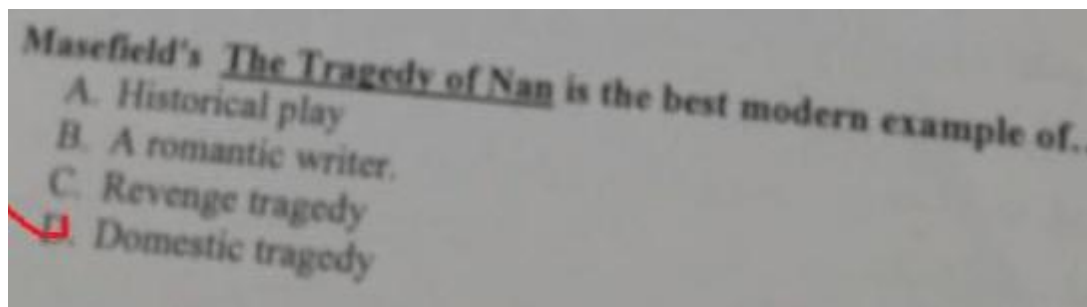 Masefield's The Tragedy of Nan is the best modern example of..
A. Historical play
B. A romantic writer.
C. Revenge tragedy
D. Domestic tragedy